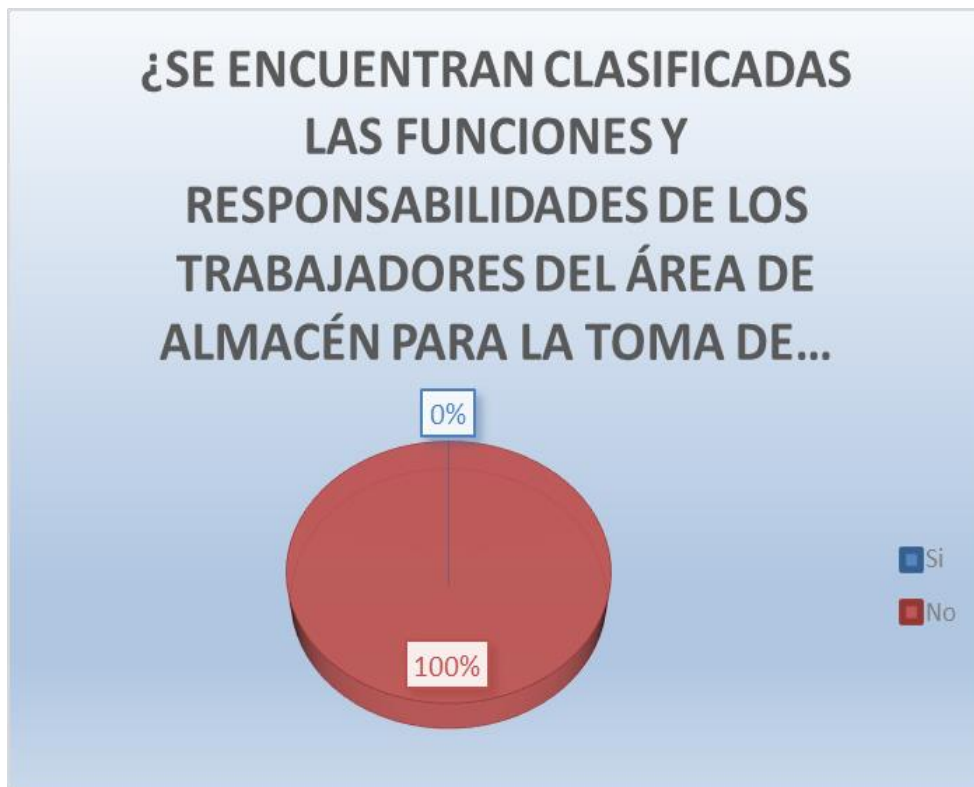 ¿SE ENCUENTRAN CLASIFICADAS
LAS FUNCIONES Y
RESPONSABILIDADES DE LOS
TRABAJADORES DEL ÁREA DE
ALMACÉN PARA LA TOMA DE...
0%
100%
Si
No